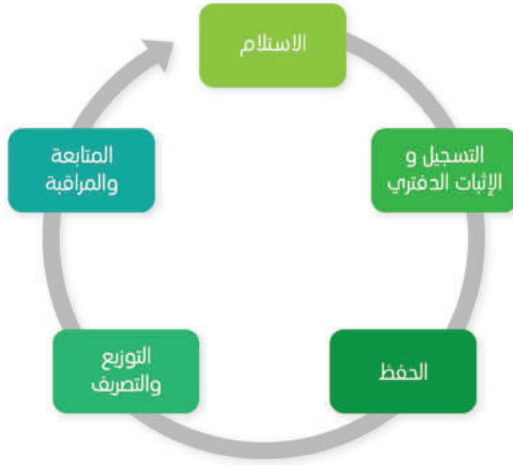 الاستلام
التسجيل و
الإثبات الدفتري
الحفظ
التوزيع
والتصريف
المتابعة
والمراقبة